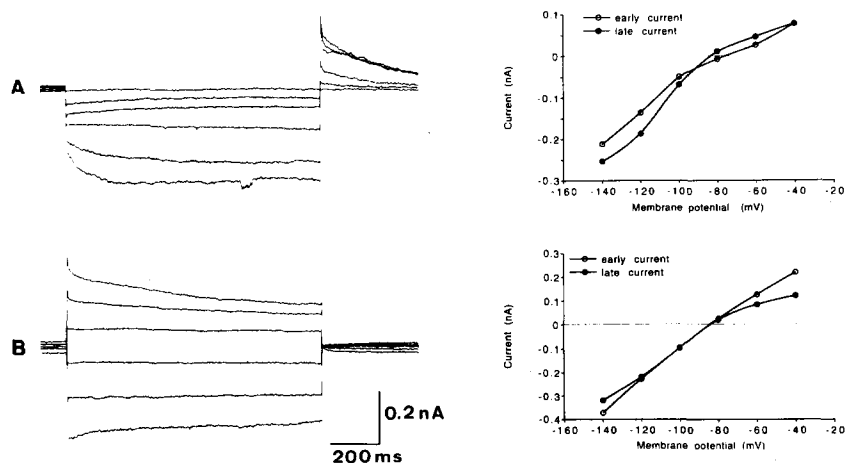 A
0.1
early current
late current
0
-0.1
-0.2
-0.3
Current (nA)
-160 -140 -120 -100 -80 -60 -40 -20
Membrane potential (mV)
B
0.2 nA
200 ms
0.3
early current
late current
0.2
0.1
0
-0.1
-0.2
-0.3
-0.4
Current (nA)
-160 -140 -120 -100 -80 -60 -40 -20
Membrane potential (mV)